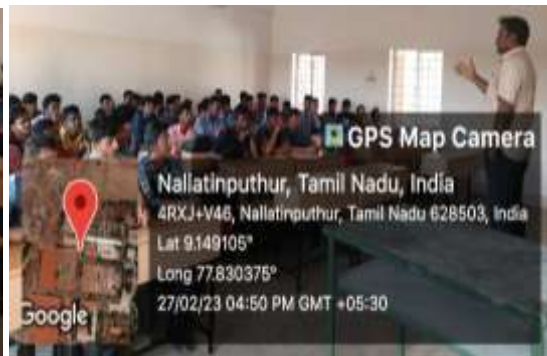 GPS Map Camera
Nallatinputhur, Tamil Nadu, India
4RXJ+V46, Nallatinputhur, Tamil Nadu 628503, India
Lat 9.149105°
Long 77.830375°
27/02/23 04:50 PM GMT +05:30
Google